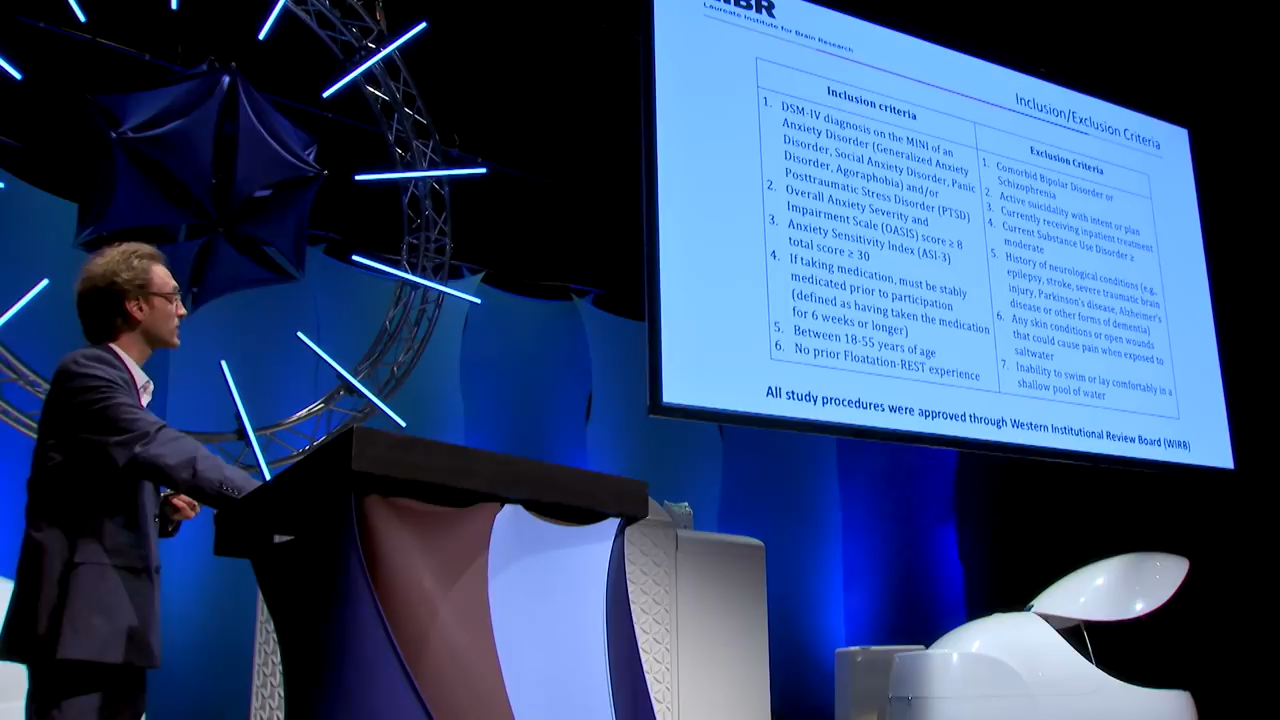 Laureate Institute for Brain Research
Inclusion/Exclusion Criteria
Inclusion criteria
1. DSM-IV diagnosis on the MINI of an
Anxiety Disorder (Generalized Anxiety
Disorder, Social Anxiety Disorder, Panic
Disorder, Agoraphobia) and/or
Posttraumatic Stress Disorder (PTSD)
2. Overall Anxiety Severity and
Impairment Scale (OASIS) score ≥ 8
3. Anxiety Sensitivity Index (ASI-3)
total score ≥ 30
4. If taking medication, must be stably
medicated prior to participation
(defined as having taken the medication
for 6 weeks or longer)
5. Between 18-55 years of age
6. No prior Floatation-REST experience
Exclusion Criteria
1. Comorbid Bipolar Disorder or
Schizophrenia
2. Active suicidality with intent or plan
3. Currently receiving inpatient treatment
4. Current Substance Use Disorder ≥
moderate
5. History of neurological conditions (e.g.,
epilepsy, stroke, severe traumatic brain
injury, Parkinson's disease, Alzheimer's
disease or other forms of dementia)
6. Any skin conditions or open wounds
that could cause pain when exposed to
saltwater
7. Inability to swim or lay comfortably in a
shallow pool of water
All study procedures were approved through Western Institutional Review Board (WIRB)